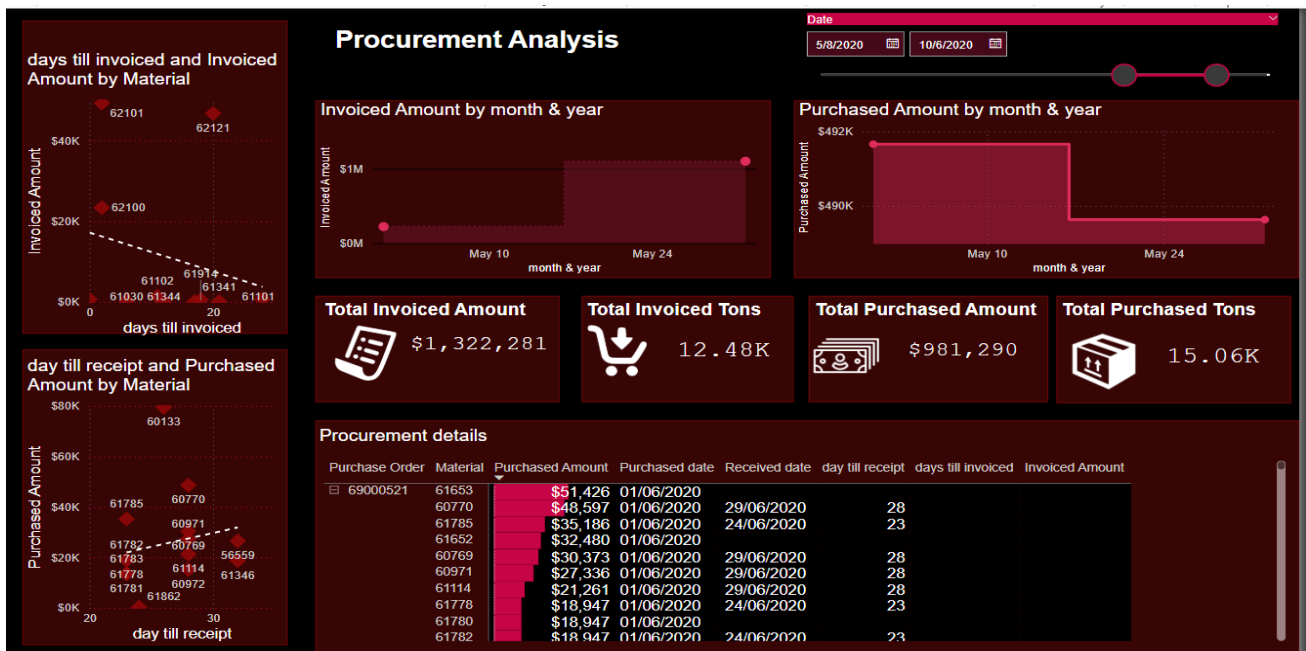 Procurement Analysis
Date
5/8/2020
10/6/2020
days till invoiced and Invoiced
Amount by Material
Invoiced Amount
$40K
$20K
$0K
62101
62121
62100
61102
61914
61341
61030
61344
61101
0
20
days till invoiced
Invoiced Amount by month & year
Invoiced Amount
$1M
$0M
May 10
May 24
month & year
Purchased Amount by month & year
Purchased Amount
$492K
$490K
May 10
May 24
month & year
Total Invoiced Amount
$1,322,281
Total Invoiced Tons
12.48K
Total Purchased Amount
$981,290
Total Purchased Tons
15.06K
day till receipt and Purchased
Amount by Material
Purchased Amount
$80K
$60K
$40K
$20K
$0K
60133
61785
60770
60971
61782
60769
61783
56559
61778
61114
61346
61781
60972
61862
20
30
day till receipt
Procurement details
Purchase Order Material Purchased Amount Purchased date Received date day till receipt days till invoiced Invoiced Amount
69000521 61653 $51,426 01/06/2020
60770 $48,597 01/06/2020 29/06/2020 28
61785 $35,186 01/06/2020 24/06/2020 23
61652 $32,480 01/06/2020
60769 $30,373 01/06/2020 29/06/2020 28
60971 $27,336 01/06/2020 29/06/2020 28
61114 $21,261 01/06/2020 29/06/2020 28
61778 $18,947 01/06/2020 24/06/2020 23
61780 $18,947 01/06/2020
61782 $18,947 01/06/2020 24/06/2020 23